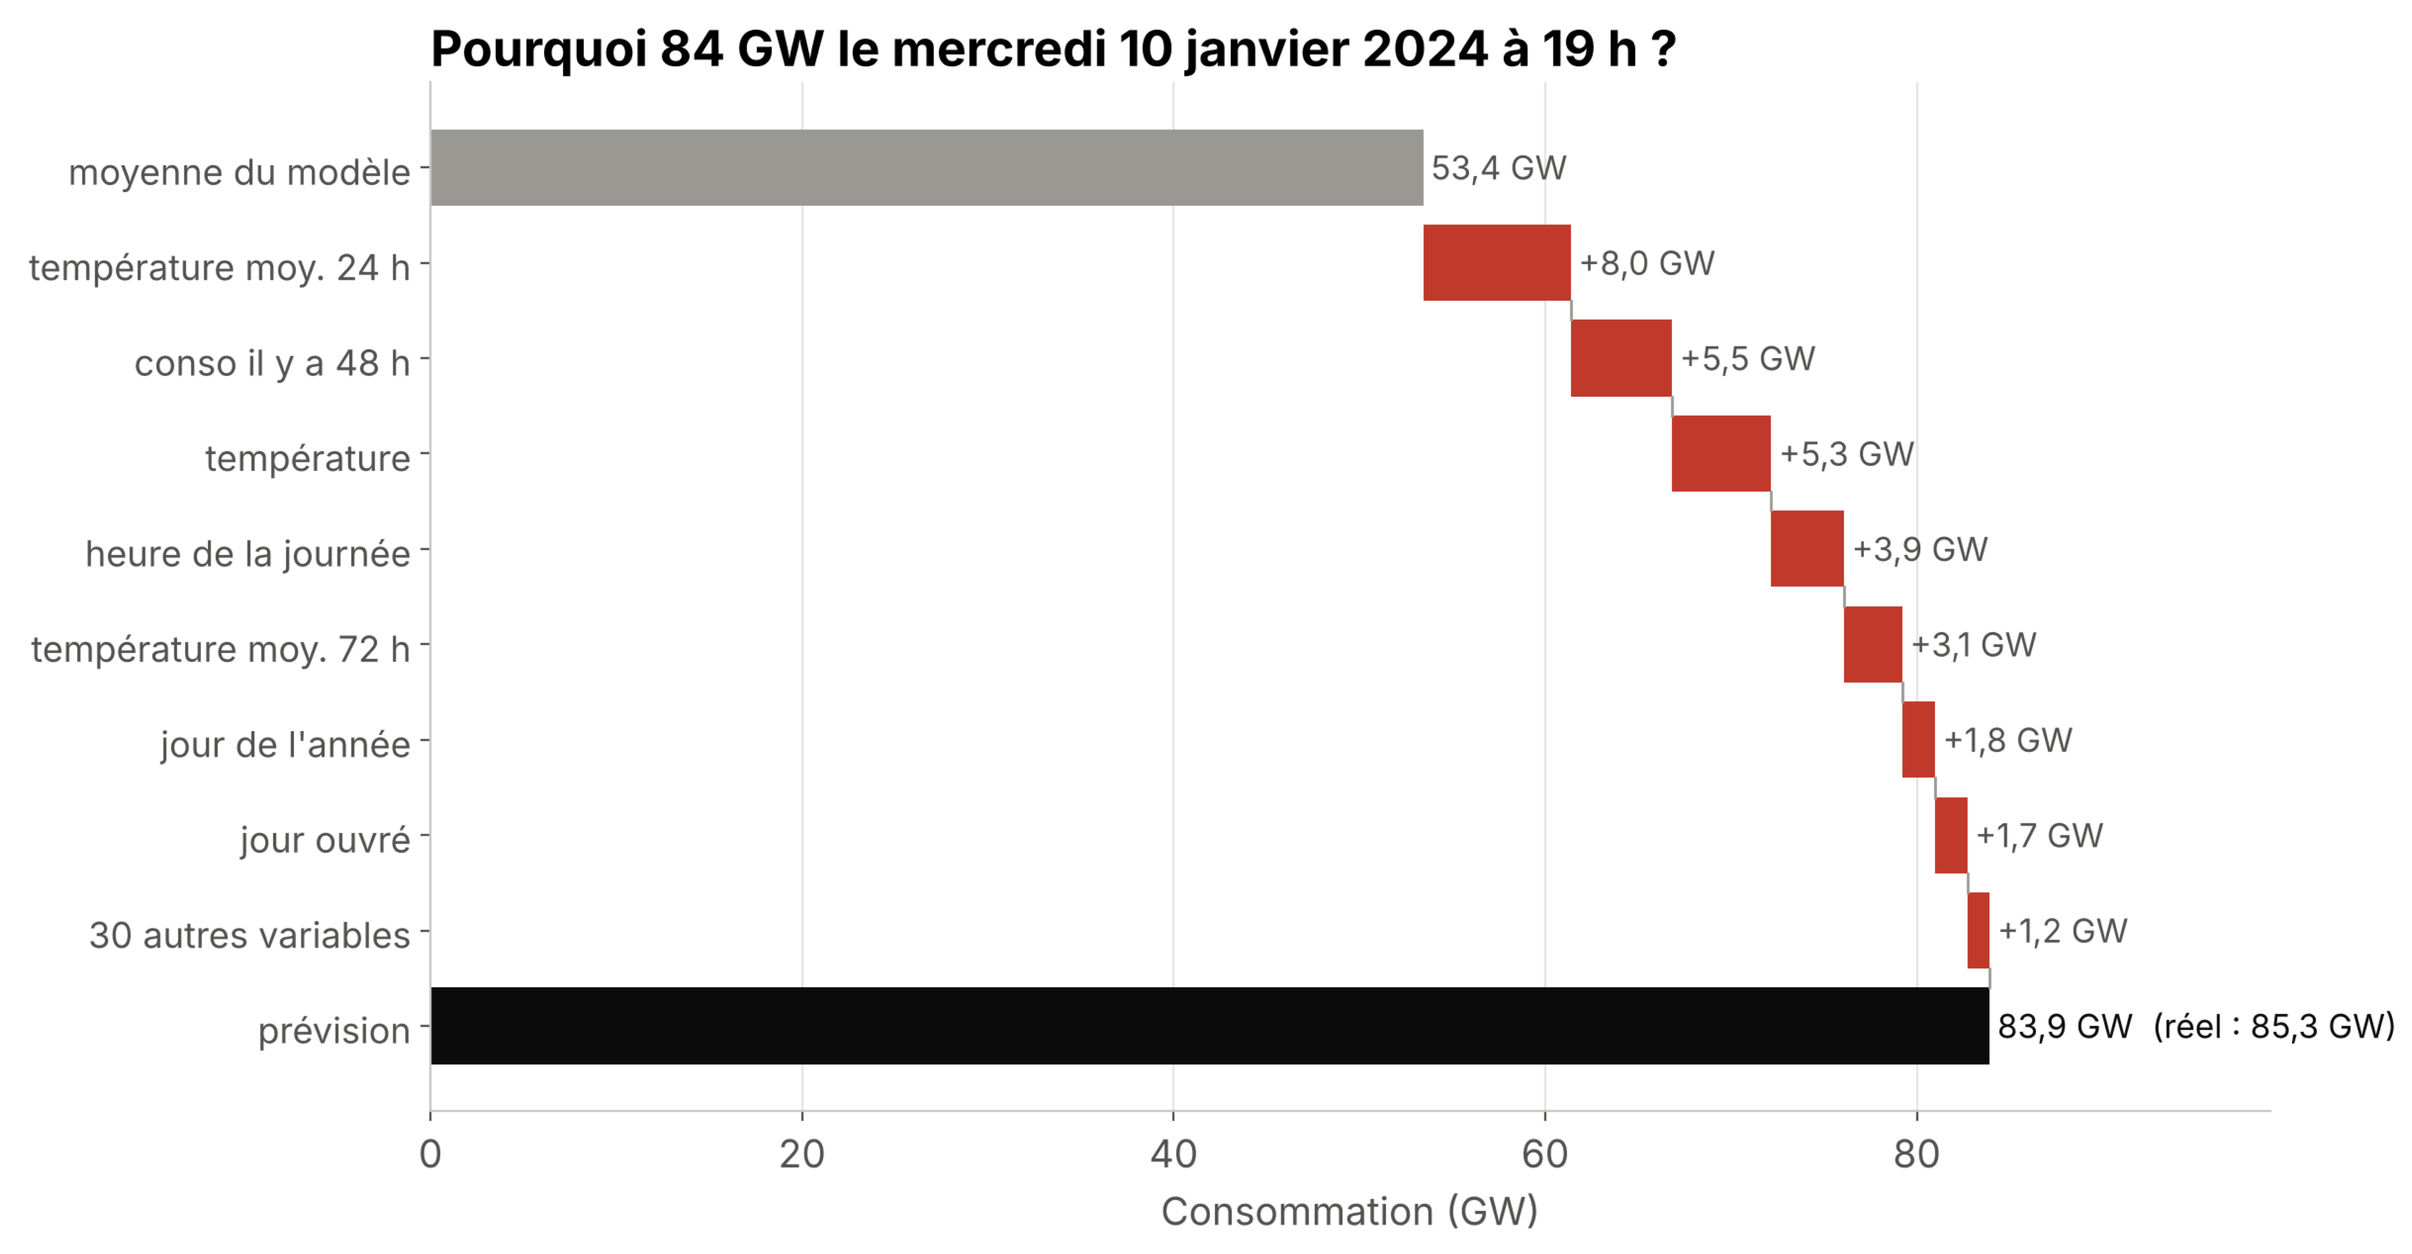 Pourquoi 84 GW le mercredi 10 janvier 2024 à 19 h ?
moyenne du modèle 53,4 GW
température moy. 24 h +8,0 GW
conso il y a 48 h +5,5 GW
température +5,3 GW
heure de la journée +3,9 GW
température moy. 72 h +3,1 GW
jour de l'année +1,8 GW
jour ouvré +1,7 GW
30 autres variables +1,2 GW
prévision 83,9 GW (réel : 85,3 GW)
0 20 40 60 80
Consommation (GW)